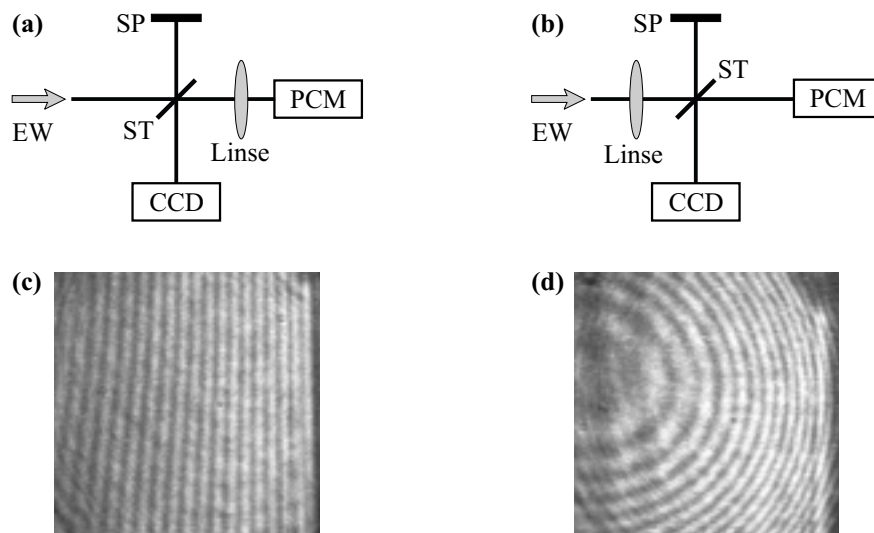 (a)
SP
EW
ST
Linse
PCM
CCD
(b)
SP
ST
EW
Linse
PCM
CCD
(c)
(d)